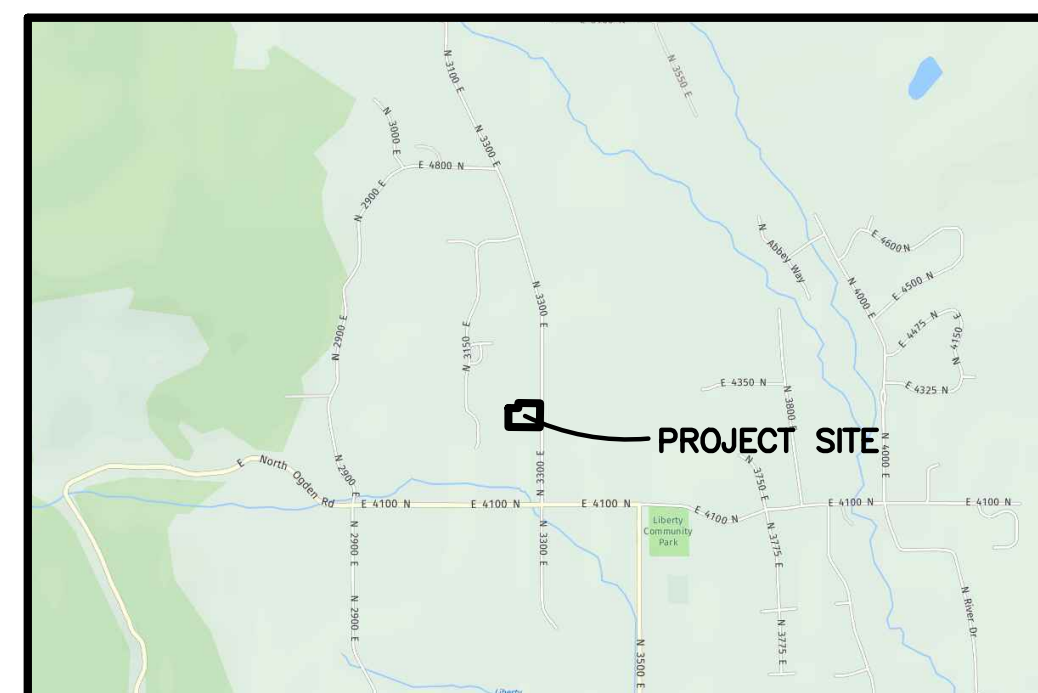 N 3100 E
N 3550 E
N 3000 E
N 3300 E
E 4800 N
N 2900 E
N Abbey Way
E 4600 N
E 4500 N
N 4000 E
N 3300 E
N 2900 E
N 3150 E
E 4475 N
N 4150 E
E 4350 N
N 3800
E 4325 N
PROJECT SITE
N 4000 E
E North Ogden Rd
N 2900 E
N 3300 E
N 3750 E
E 4100 N
E 4100 N
E 4100 N
E 4100 N
E 4100 N
E 4100 N
Liberty
Community
Park
N 2900 E
N 3300 E
N 3775 E
N 2900 E
N River Dr
N 3500 E
N 3775 E
Liberty